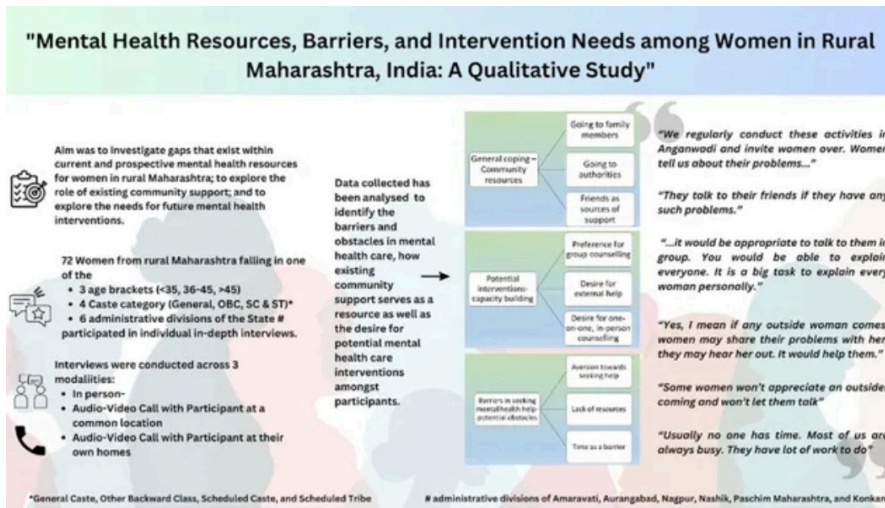 "Mental Health Resources, Barriers, and Intervention Needs among Women in Rural
Maharashtra, India: A Qualitative Study"
Aim was to investigate gaps that exist within
current and prospective mental health resources
for women in rural Maharashtra; to explore the
role of existing community support; and to
explore the needs for future mental health
interventions.
72 Women from rural Maharashtra falling in one
of the
• 3 age brackets (<35, 36-45, >45)
• 4 Caste category (General, OBC, SC & ST)*
• 6 administrative divisions of the State #
participated in individual in-depth interviews.
Interviews were conducted across 3
modaliities:
• In person-
• Audio-Video Call with Participant at a
common location
• Audio-Video Call with Participant at their
own homes
Data collected has
been analysed to
identify the
barriers and
obstacles in mental
health care, how
existing
community
support serves as a
resource as well as
the desire for
potential mental
health care
interventions
amongst
participants.
General coping –
Community
resources
Going to family
members
Going to
authorities
Friends as
sources of
support
Potential
interventions-
capacity building
Preference for
group counselling
Desire for
external help
Desire for one-
on-one, in-person
counselling
Barriers in seeking
mental health help-
potential obstacles
Aversion towards
seeking help
Lack of resources
Time as a barrier
“We regularly conduct these activities in
Anganwadi and invite women over. Women
tell us about their problems...”
“They talk to their friends if they have any
such problems.”
“...it would be appropriate to talk to them in
group. You would be able to explain
everyone. It is a big task to explain every
woman personally.”
“Yes, I mean if any outside woman comes,
women may share their problems with her,
they may hear her out. It would help them.”
“Some women won’t appreciate an outside
coming and won’t let them talk”
“Usually no one has time. Most of us are
always busy. They have lot of work to do”
*General Caste, Other Backward Class, Scheduled Caste, and Scheduled Tribe
# administrative divisions of Amaravati, Aurangabad, Nagpur, Nashik, Paschim Maharashtra, and Konkan